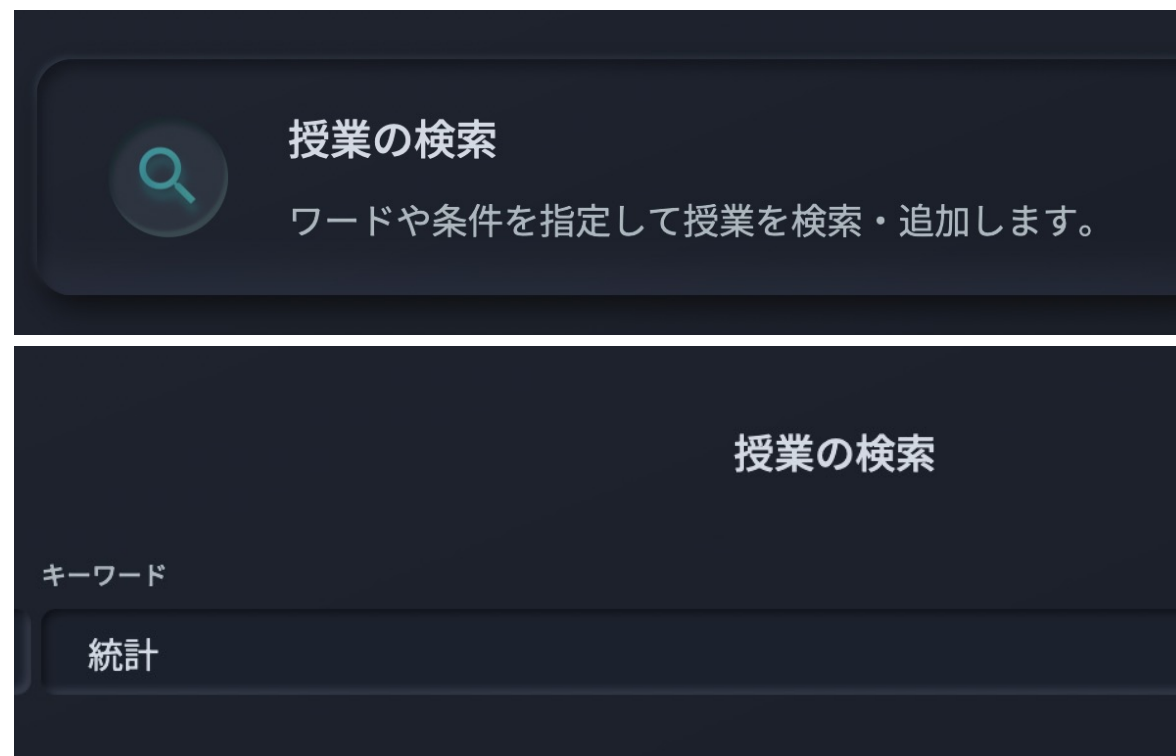 授業の検索
ワードや条件を指定して授業を検索・追加します。
授業の検索
キーワード
統計